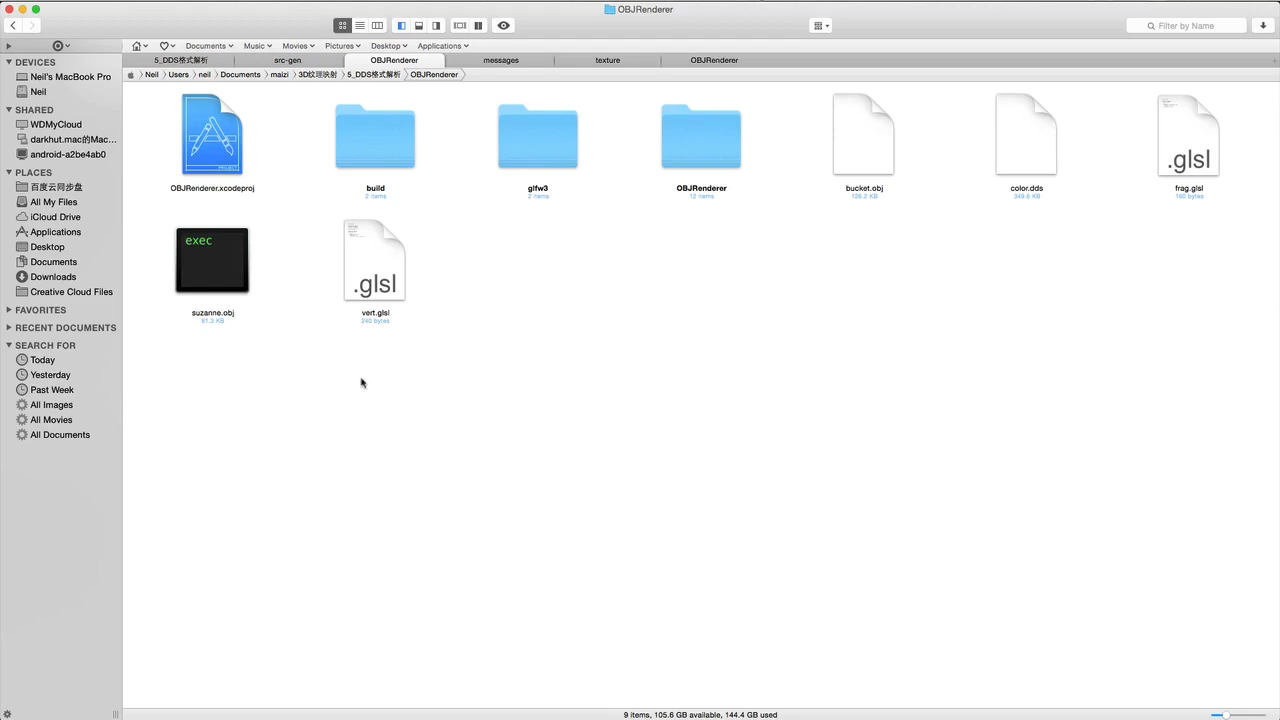 OBJRenderer
Filter by Name
Documents
Music
Movies
Pictures
Desktop
Applications
5_DDS格式解析
src-gen
OBJRenderer
messages
texture
OBJRenderer
Neil
Users
neil
Documents
maizi
3D纹理映射
5_DDS格式解析
OBJRenderer
DEVICES
Neil's MacBook Pro
Neil
SHARED
WDMyCloud
darkhut.mac的Mac...
android-a2be4ab0
PLACES
百度云同步盘
All My Files
iCloud Drive
Applications
Desktop
Documents
Downloads
Creative Cloud Files
FAVORITES
RECENT DOCUMENTS
SEARCH FOR
Today
Yesterday
Past Week
All Images
All Movies
All Documents
PROJECT
OBJRenderer.xcodeproj
build
2 items
glfw3
2 items
OBJRenderer
12 items
bucket.obj
126.2 KB
color.dds
349.6 KB
.glsl
frag.glsl
160 bytes
exec
suzanne.obj
61.3 KB
.glsl
vert.glsl
240 bytes
9 items, 105.6 GB available, 144.4 GB used